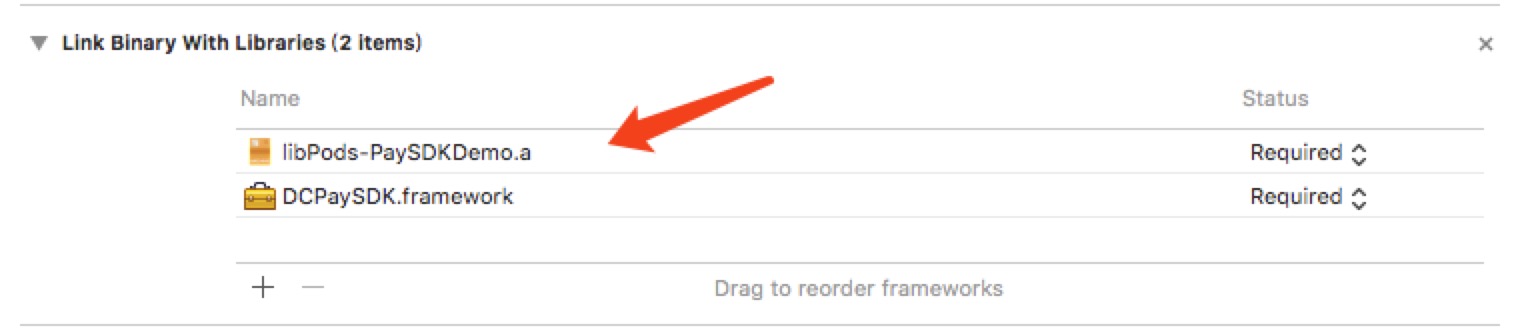 Link Binary With Libraries (2 items)
Name Status
libPods-PaySDKDemo.a Required
DCPaySDK.framework Required
Drag to reorder frameworks